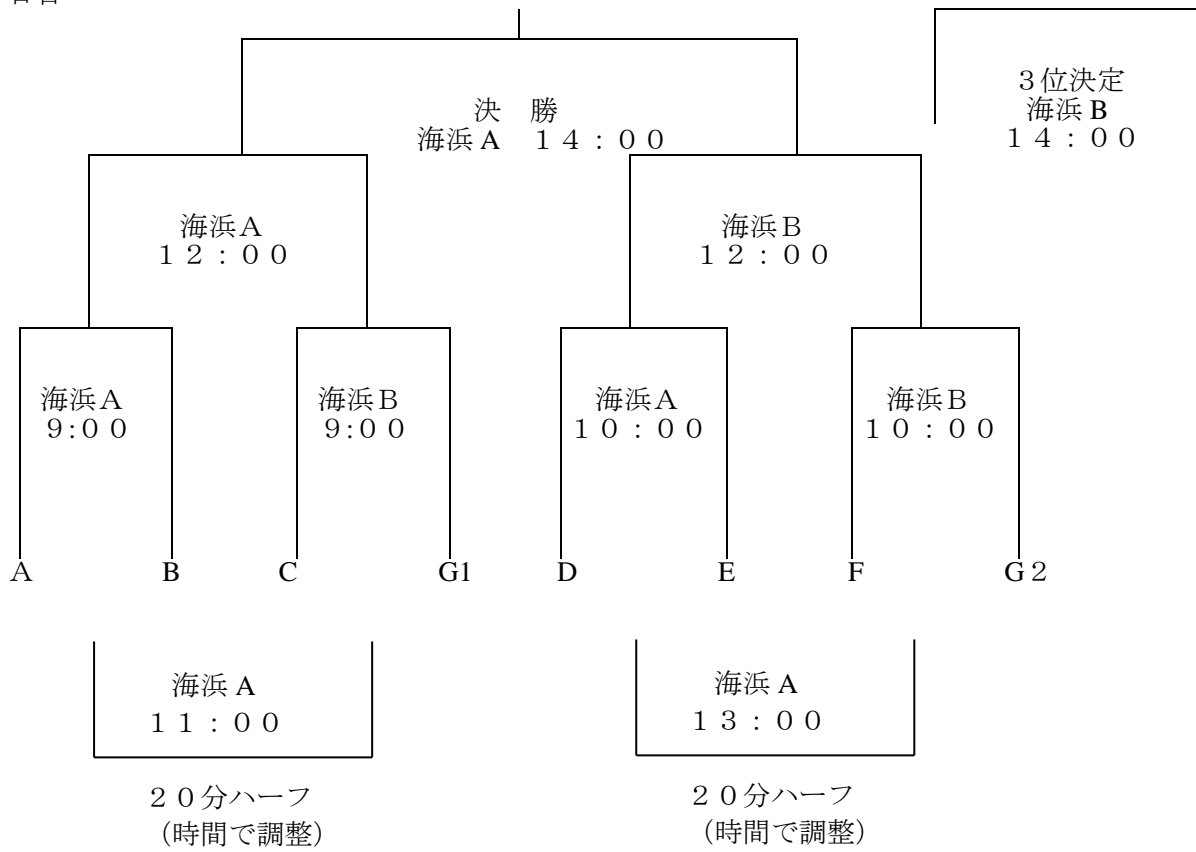 ３位決定
海浜 B
１４：００
決　勝
海浜 A　１４：００
海浜Ａ
１２：００
海浜Ｂ
１２：００
海浜Ａ
9:００
海浜Ｂ
9:００
海浜Ａ
１０：００
海浜Ｂ
１０：００
A
B
C
G1
D
E
F
G２
海浜 A
１１：００
海浜 A
１３：００
２０分ハーフ
（時間で調整）
２０分ハーフ
（時間で調整）